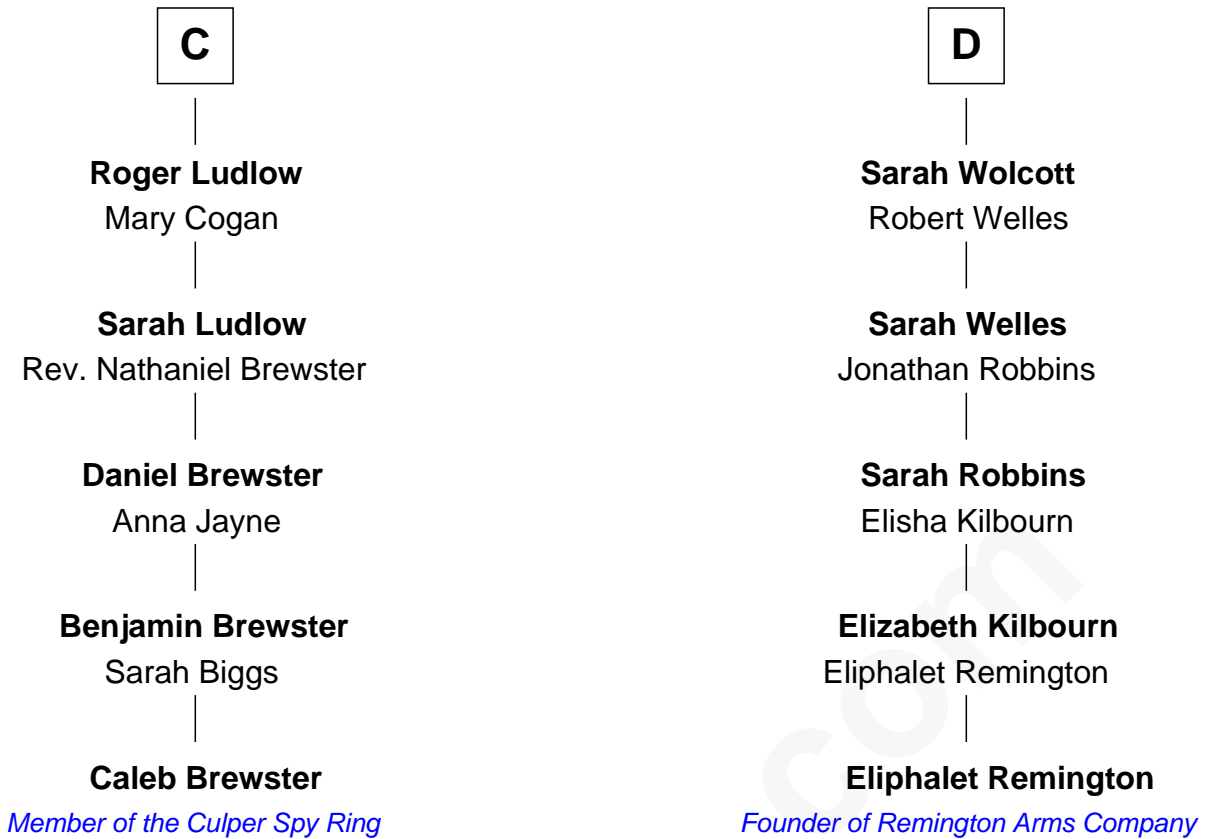 C
Roger Ludlow
Mary Cogan
Sarah Ludlow
Rev. Nathaniel Brewster
Daniel Brewster
Anna Jayne
Benjamin Brewster
Sarah Biggs
Caleb Brewster
Member of the Culper Spy Ring
D
Sarah Wolcott
Robert Welles
Sarah Welles
Jonathan Robbins
Sarah Robbins
Elisha Kilbourn
Elizabeth Kilbourn
Eliphalet Remington
Eliphalet Remington
Founder of Remington Arms Company
com